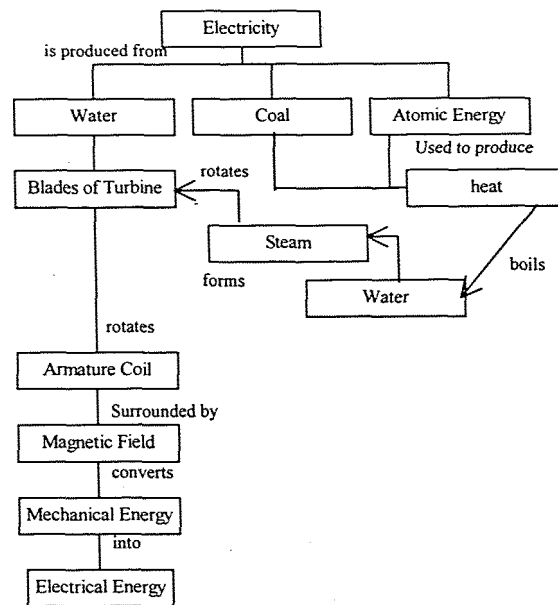 Electricity
is produced from
Water
Coal
Atomic Energy
Used to produce
rotates
Blades of Turbine
heat
Steam
forms
boils
Water
rotates
Armature Coil
Surrounded by
Magnetic Field
converts
Mechanical Energy
into
Electrical Energy